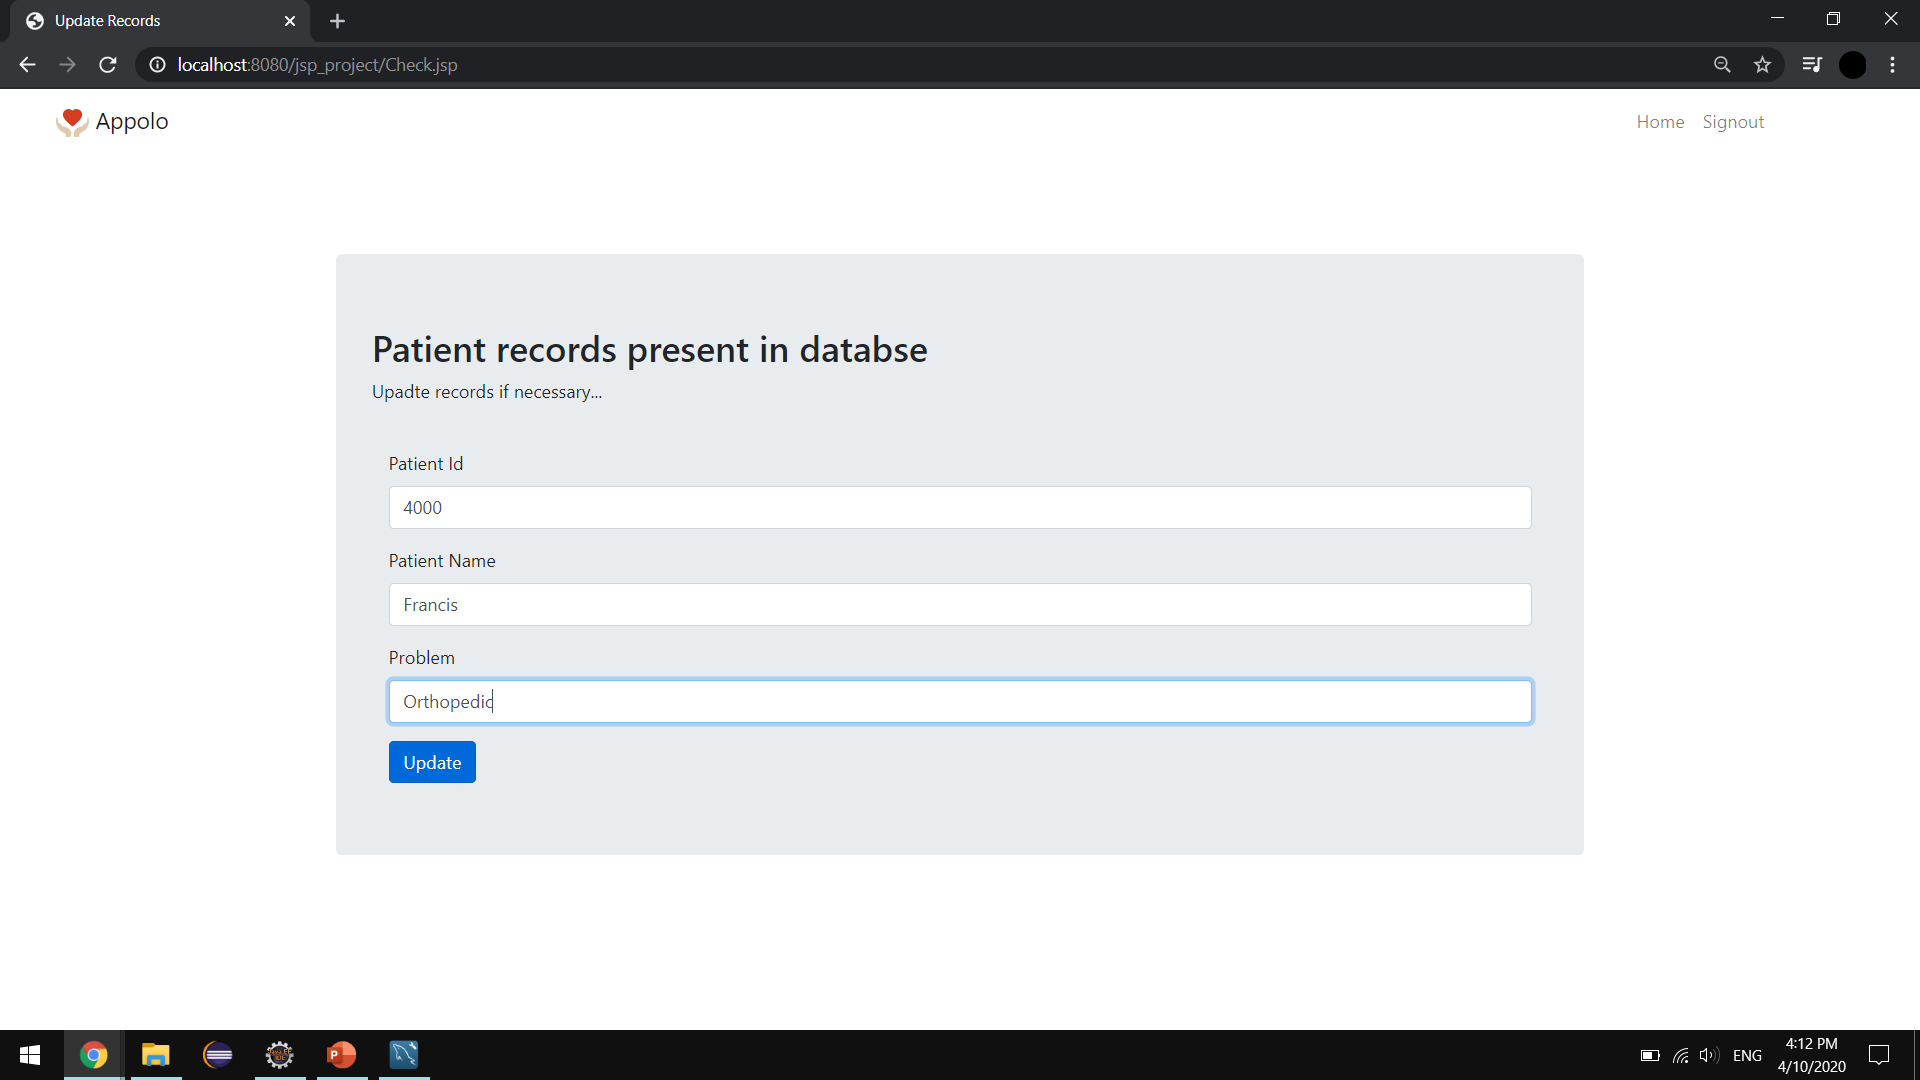 Update Records
localhost:8080/jsp_project/Check.jsp
Appolo
Home Signout
Patient records present in databse
Upadte records if necessary...
Patient Id
4000
Patient Name
Francis
Problem
Orthopedic
Update
ENG
4:12 PM
4/10/2020